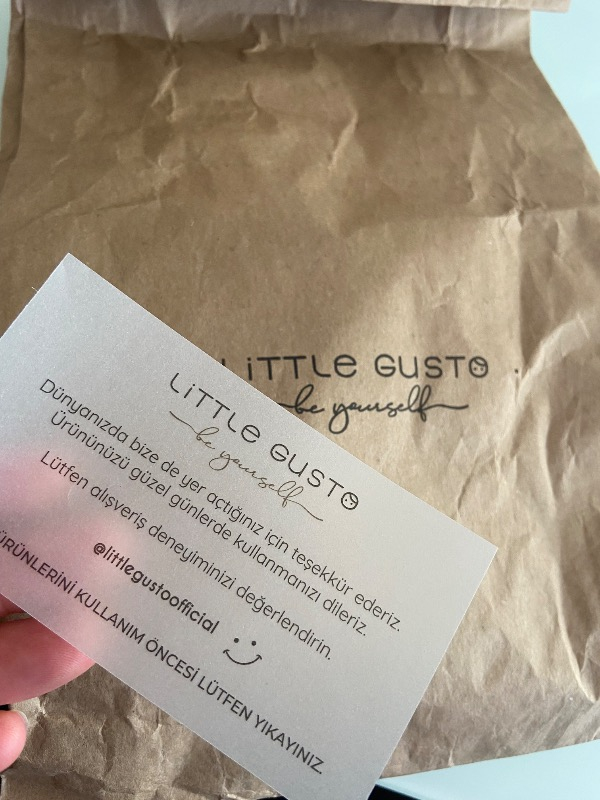 LiTTLE GUSTO
be yourself
LiTTLE GUSTO
be yourself
Dünyanızda bize de yer açtığınız için teşekkür ederiz.
Ürününüzü güzel günlerde kullanmanızı dileriz.
Lütfen alışveriş deneyiminizi değerlendirin.
@littlegustoofficial
ÜRÜNLERİNİ KULLANIM ÖNCESİ LÜTFEN YIKAYINIZ.